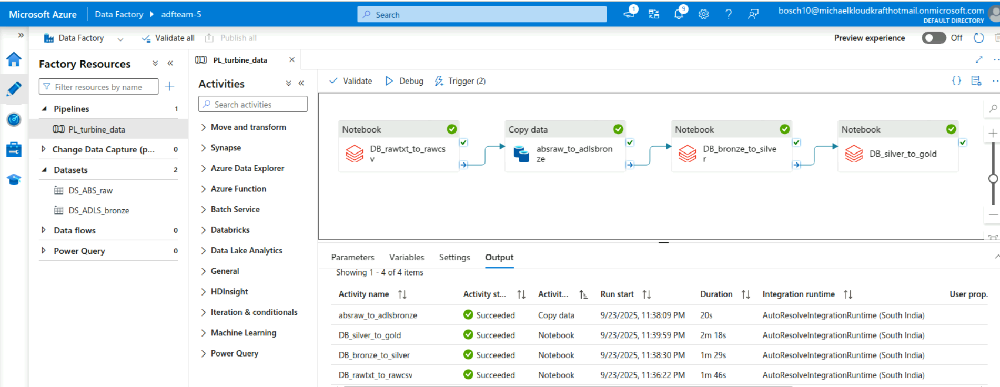 Microsoft Azure
Data Factory
adfteam-5
Search
1
9
bosch10@michaelkloudkrafthotmail.onmicrosoft.com
DEFAULT DIRECTORY
Data Factory
Validate all
Publish all
Preview experience
Off
Factory Resources
Filter resources by name
Pipelines 1
PL_turbine_data
Change Data Capture (p... 0
Datasets 2
DS_ABS_raw
DS_ADLS_bronze
Data flows 0
Power Query 0
PL_turbine_data
Activities
Search activities
Move and transform
Synapse
Azure Data Explorer
Azure Function
Batch Service
Databricks
Data Lake Analytics
General
HDInsight
Iteration & conditionals
Machine Learning
Power Query
Validate
Debug
Trigger (2)
Notebook
DB_rawtxt_to_rawcs
v
Copy data
absraw_to_adlsbron
ze
Notebook
DB_bronze_to_silve
r
Notebook
DB_silver_to_gold
Parameters Variables Settings Output
Showing 1 - 4 of 4 items
Activity name Activity st... Activit... Run start Duration Integration runtime User prop.
absraw_to_adlsbronze Succeeded Copy data 9/23/2025, 11:38:09 PM 20s AutoResolveIntegrationRuntime (South India)
DB_silver_to_gold Succeeded Notebook 9/23/2025, 11:39:59 PM 2m 18s AutoResolveIntegrationRuntime (South India)
DB_bronze_to_silver Succeeded Notebook 9/23/2025, 11:38:30 PM 1m 29s AutoResolveIntegrationRuntime (South India)
DB_rawtxt_to_rawcsv Succeeded Notebook 9/23/2025, 11:36:22 PM 1m 46s AutoResolveIntegrationRuntime (South India)